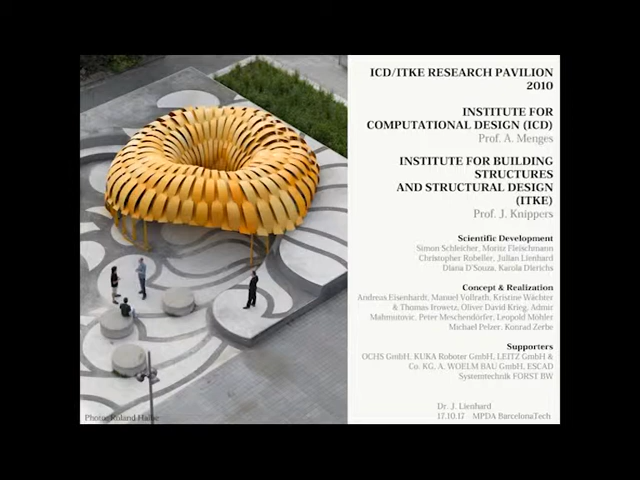 ICD/ITKE RESEARCH PAVILION
2010
INSTITUTE FOR
COMPUTATIONAL DESIGN (ICD)
Prof. A. Menges
INSTITUTE FOR BUILDING
STRUCTURES
AND STRUCTURAL DESIGN
(ITKE)
Prof. J. Knippers
Scientific Development
Simon Schleicher, Moritz Fleischmann
Christopher Robeller, Julian Lienhard
Diana D'Souza, Karola Dierichs
Concept & Realization
Andreas Eisenhardt, Manuel Vollrath, Kristine Wächter
& Thomas Irowetz, Oliver David Krieg, Admir
Mahmutovic, Peter Meschendörfer, Leopold Möhler
Michael Pelzer, Konrad Zerbe
Supporters
OCHS GmbH, KUKA Roboter GmbH, LEITZ GmbH &
Co. KG, A. WOELM BAU GmbH, ESCAD
Systemtechnik FORST BW
Dr. J. Lienhard
17.10.17 MPDA BarcelonaTech
Photo: Roland Halbe